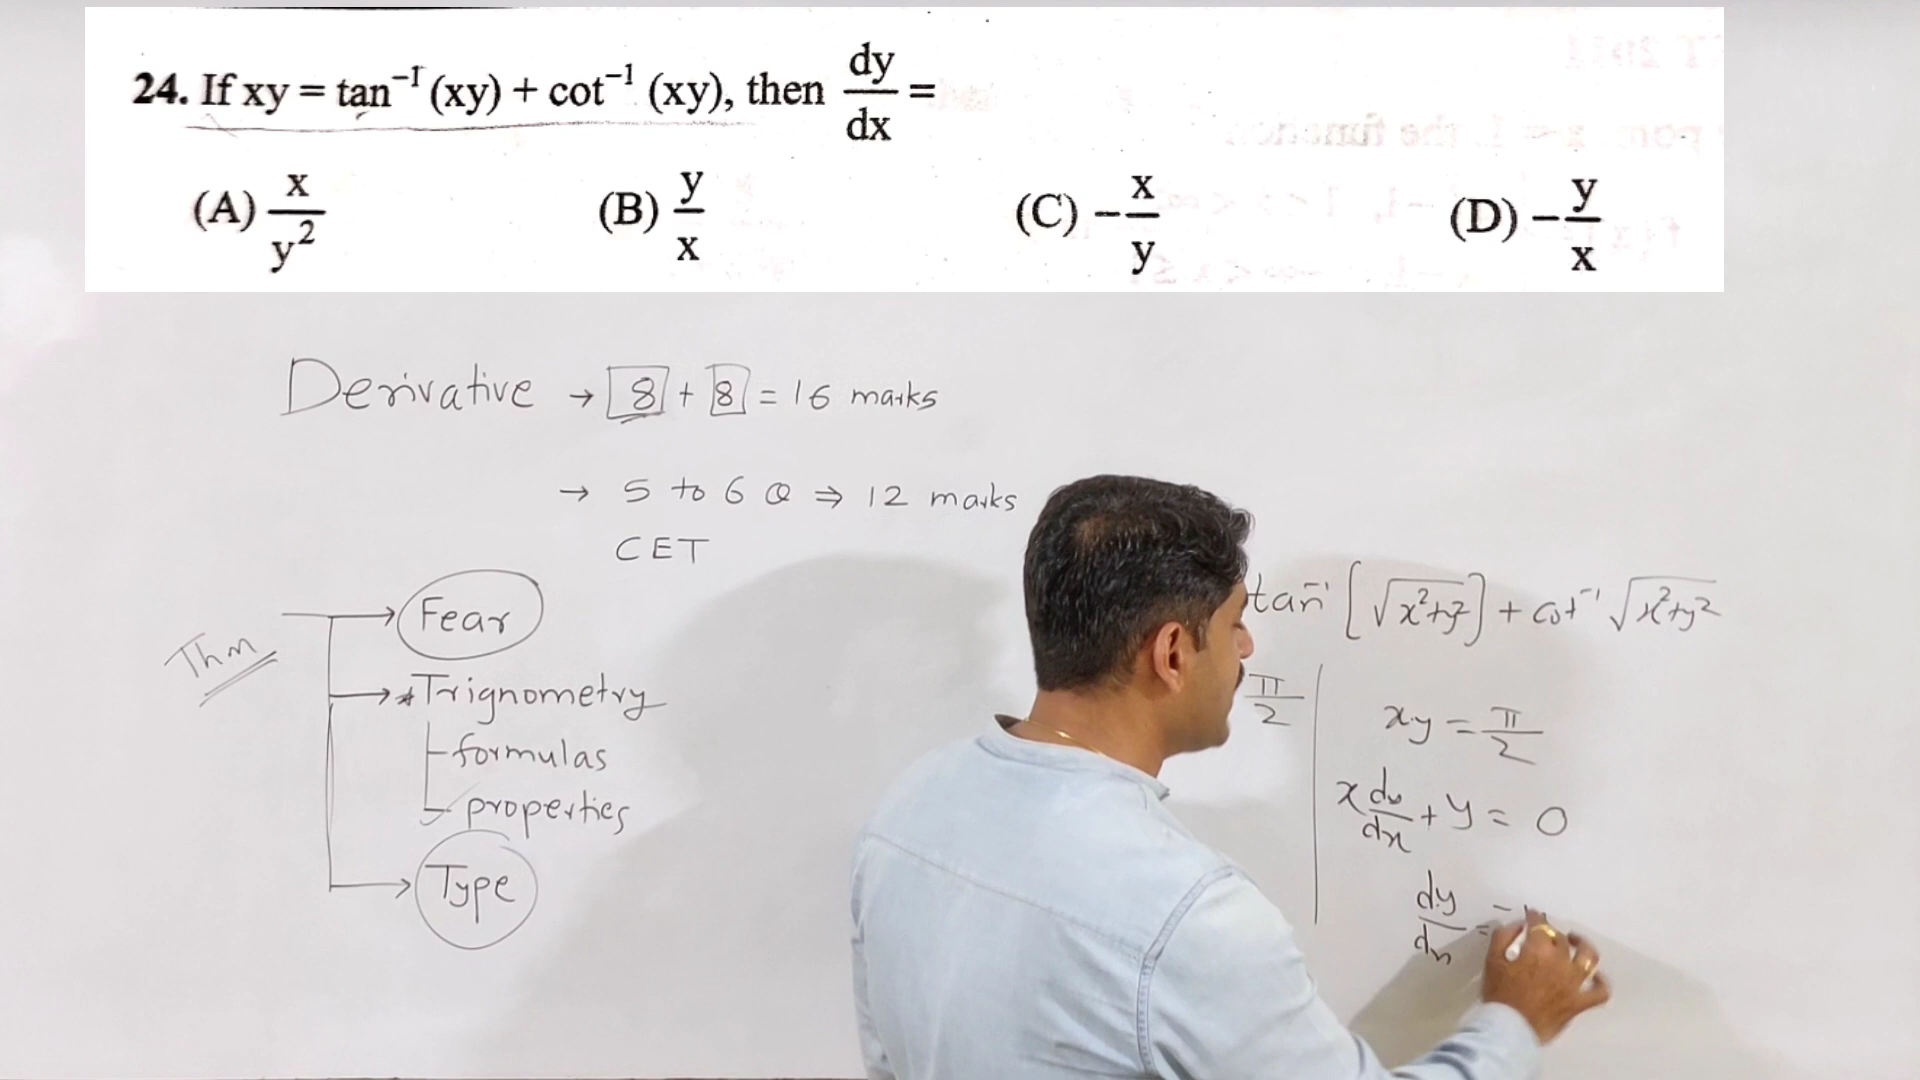 24. If xy = tan⁻¹ (xy) + cot⁻¹ (xy), then dy/dx =
(A) x/y² (B) y/x (C) -x/y (D) -y/x
Derivative → 8 + 8 = 16 marks
→ 5 to 6 Q ⇒ 12 marks
CET
Thm
Fear
Trignometry
formulas
properties
Type
tan⁻¹ [√x²+y²] + cot⁻¹ √x²+y²
π/2
xy = π/2
x dy/dx + y = 0
dy/dx = -